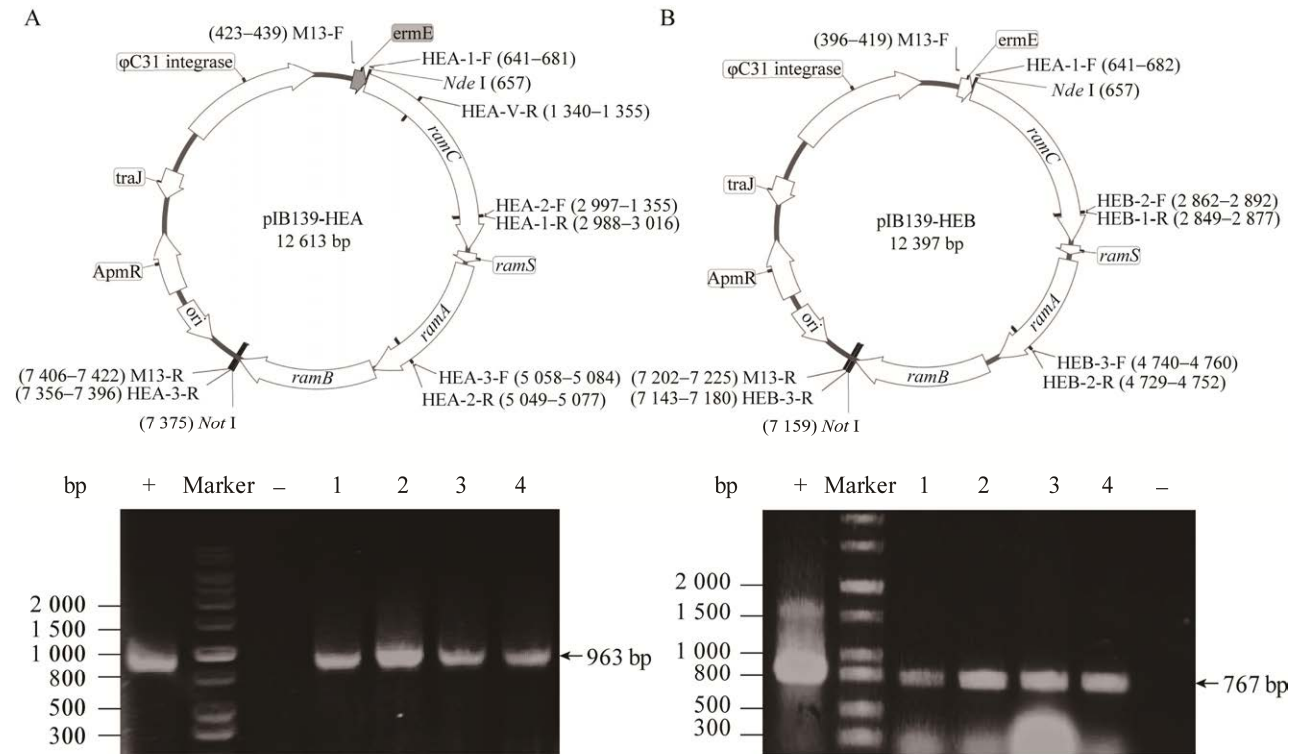 A
(423–439) M13-F
ermE
HEA-1-F (641–681)
Nde I (657)
HEA-V-R (1 340–1 355)
φC31 integrase
ramC
traJ
HEA-2-F (2 997–1 355)
HEA-1-R (2 988–3 016)
pIB139-HEA
12 613 bp
ramS
ApmR
ori
ramA
ramB
(7 406–7 422) M13-R
(7 356–7 396) HEA-3-R
(7 375) Not I
HEA-3-F (5 058–5 084)
HEA-2-R (5 049–5 077)
B
(396–419) M13-F
ermE
HEA-1-F (641–682)
Nde I (657)
φC31 integrase
ramC
traJ
HEB-2-F (2 862–2 892)
HEB-1-R (2 849–2 877)
pIB139-HEB
12 397 bp
ramS
ApmR
ori
ramA
ramB
(7 202–7 225) M13-R
(7 143–7 180) HEB-3-R
(7 159) Not I
HEB-3-F (4 740–4 760)
HEB-2-R (4 729–4 752)
bp + Marker – 1 2 3 4
2 000
1 500
1 000
800
500
300
963 bp
bp + Marker 1 2 3 4 –
2 000
1 500
1 000
800
500
300
767 bp